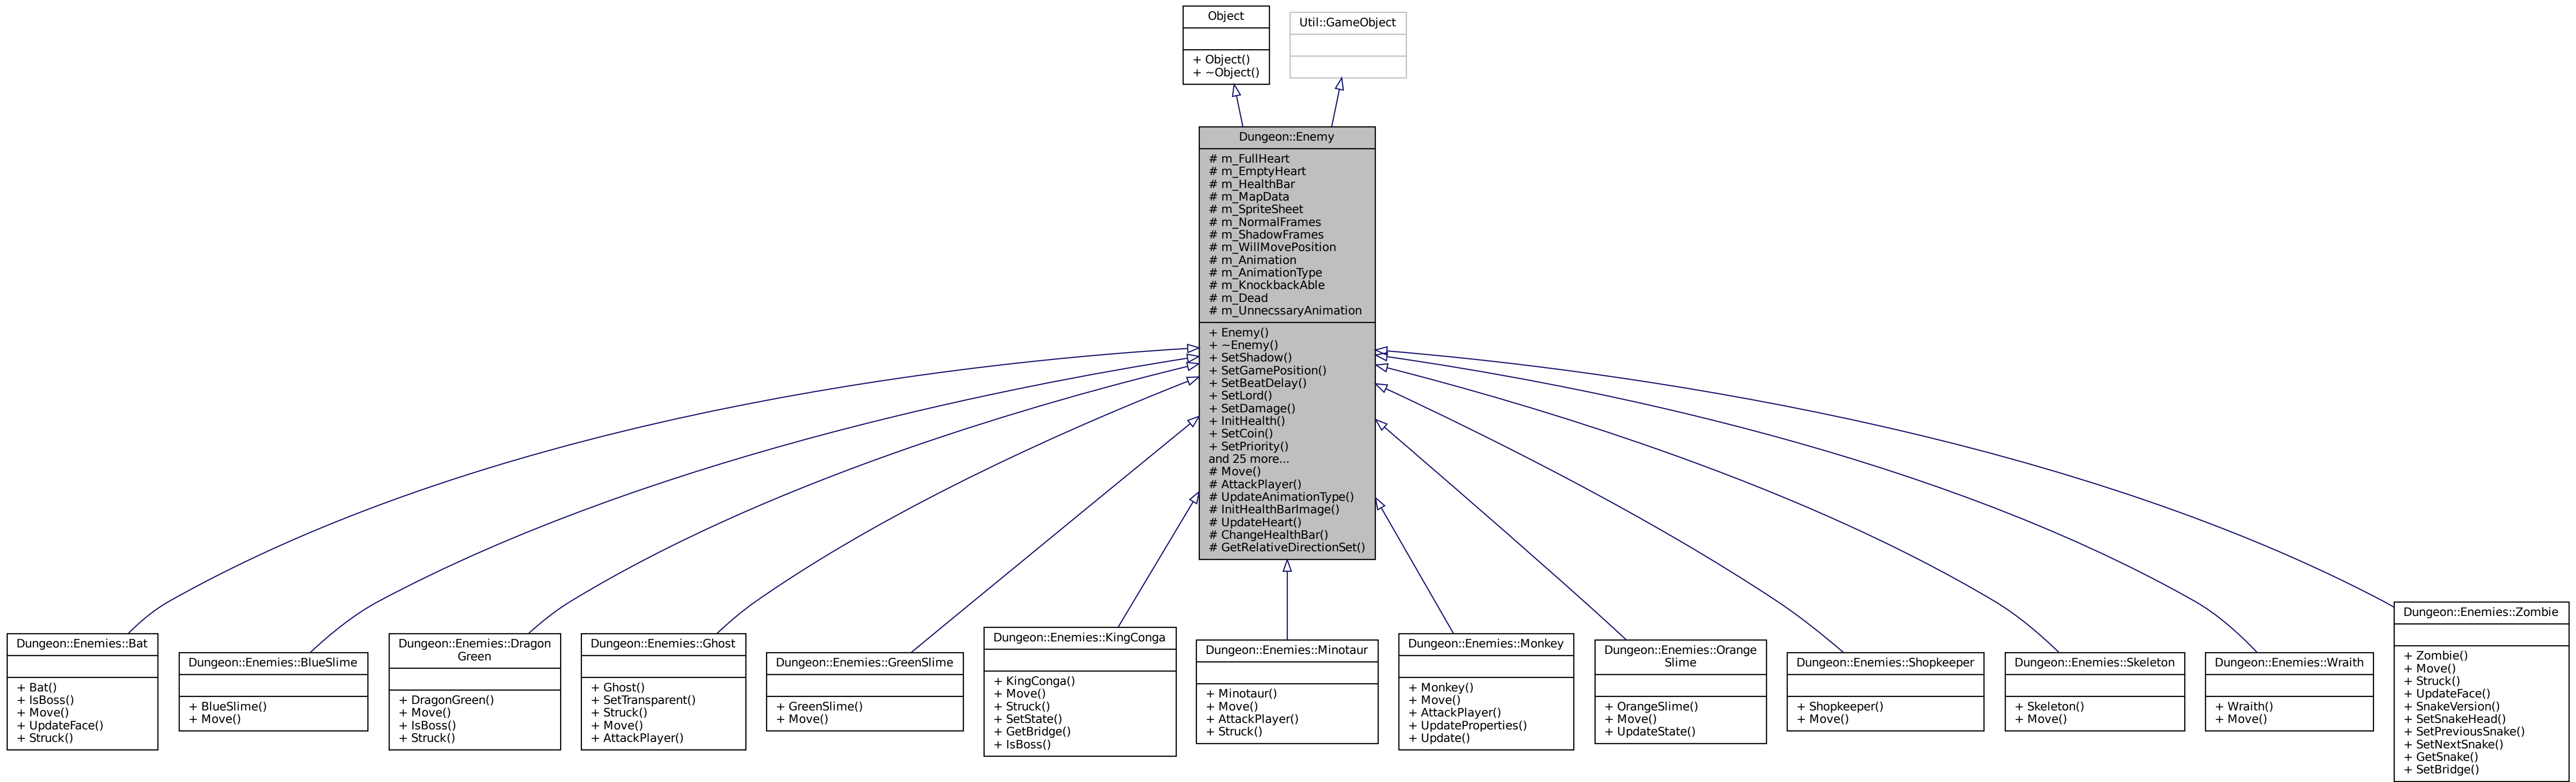 Object
+ Object()
+ ~Object()
Util::GameObject
Dungeon::Enemy
# m_FullHeart
# m_EmptyHeart
# m_HealthBar
# m_MapData
# m_SpriteSheet
# m_NormalFrames
# m_ShadowFrames
# m_WillMovePosition
# m_Animation
# m_AnimationType
# m_KnockbackAble
# m_Dead
# m_UnnecssaryAnimation
+ Enemy()
+ ~Enemy()
+ SetShadow()
+ SetGamePosition()
+ SetBeatDelay()
+ SetLord()
+ SetDamage()
+ InitHealth()
+ SetCoin()
+ SetPriority()
and 25 more...
# Move()
# AttackPlayer()
# UpdateAnimationType()
# InitHealthBarImage()
# UpdateHeart()
# ChangeHealthBar()
# GetRelativeDirectionSet()
Dungeon::Enemies::Bat
+ Bat()
+ IsBoss()
+ Move()
+ UpdateFace()
+ Struck()
Dungeon::Enemies::BlueSlime
+ BlueSlime()
+ Move()
Dungeon::Enemies::Dragon
Green
+ DragonGreen()
+ Move()
+ IsBoss()
+ Struck()
Dungeon::Enemies::Ghost
+ Ghost()
+ SetTransparent()
+ Struck()
+ Move()
+ AttackPlayer()
Dungeon::Enemies::GreenSlime
+ GreenSlime()
+ Move()
Dungeon::Enemies::KingConga
+ KingConga()
+ Move()
+ Struck()
+ SetState()
+ GetBridge()
+ IsBoss()
Dungeon::Enemies::Minotaur
+ Minotaur()
+ Move()
+ AttackPlayer()
+ Struck()
Dungeon::Enemies::Monkey
+ Monkey()
+ Move()
+ AttackPlayer()
+ UpdateProperties()
+ Update()
Dungeon::Enemies::Orange
Slime
+ OrangeSlime()
+ Move()
+ UpdateState()
Dungeon::Enemies::Shopkeeper
+ Shopkeeper()
+ Move()
Dungeon::Enemies::Skeleton
+ Skeleton()
+ Move()
Dungeon::Enemies::Wraith
+ Wraith()
+ Move()
Dungeon::Enemies::Zombie
+ Zombie()
+ Move()
+ Struck()
+ UpdateFace()
+ SnakeVersion()
+ SetSnakeHead()
+ SetPreviousSnake()
+ SetNextSnake()
+ GetSnake()
+ SetBridge()